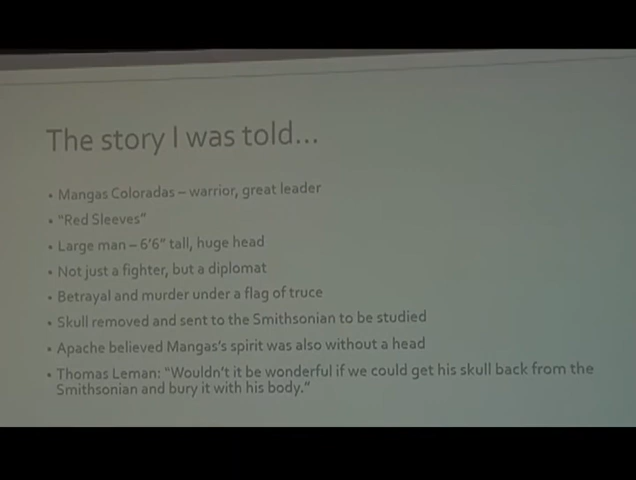 The story I was told...
• Mangas Coloradas – warrior, great leader
• "Red Sleeves"
• Large man – 6'6" tall, huge head
• Not just a fighter, but a diplomat
• Betrayal and murder under a flag of truce
• Skull removed and sent to the Smithsonian to be studied
• Apache believed Mangas's spirit was also without a head
• Thomas Leman: "Wouldn't it be wonderful if we could get his skull back from the
Smithsonian and bury it with his body."